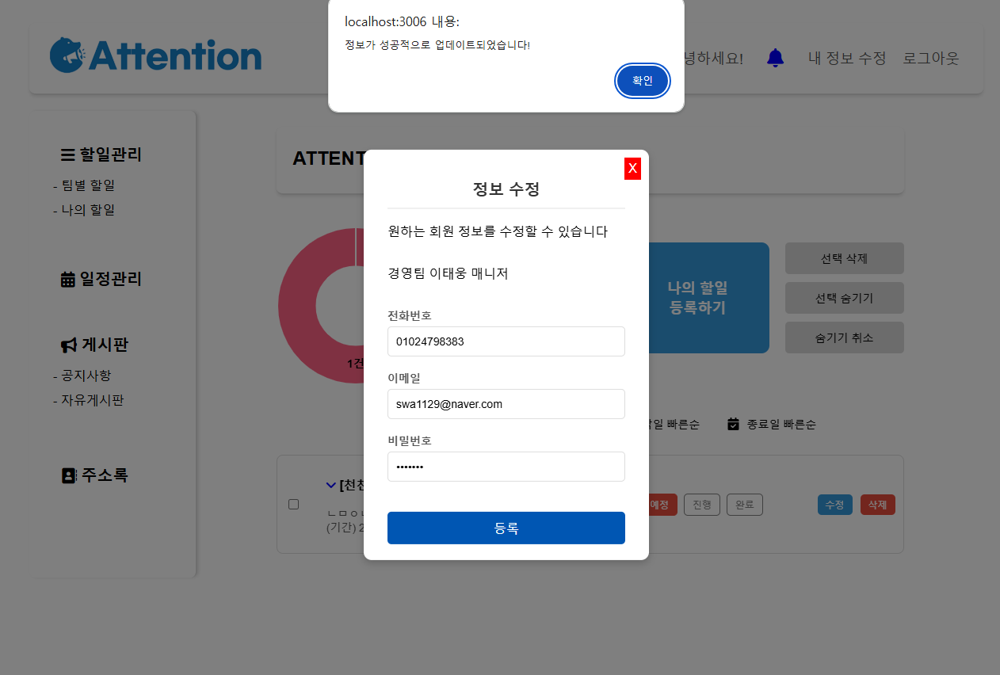 localhost:3006 내용:
정보가 성공적으로 업데이트되었습니다!
확인
Attention
녕하세요!
내 정보 수정
로그아웃
할일관리
- 팀별 할일
- 나의 할일
일정관리
게시판
- 공지사항
- 자유게시판
주소록
ATTENT
X
정보 수정
원하는 회원 정보를 수정할 수 있습니다
경영팀 이태웅 매니저
전화번호
01024798383
이메일
swa1129@naver.com
비밀번호
•••••••
등록
1건
나의 할일
등록하기
선택 삭제
선택 숨기기
숨기기 취소
빠른순
종료일 빠른순
[천천
ㄴㅁㅇㄴ
(기간) 2
예정
진행
완료
수정
삭제